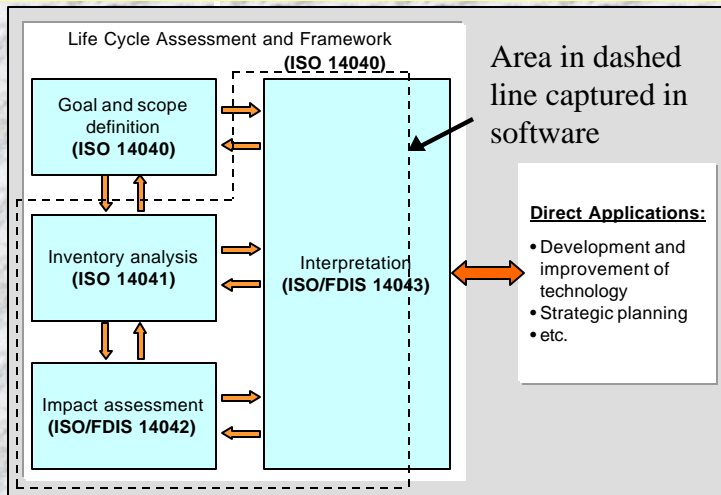 Life Cycle Assessment and Framework
(ISO 14040)
Area in dashed
line captured in
software
Goal and scope
definition
(ISO 14040)
Inventory analysis
(ISO 14041)
Impact assessment
(ISO/FDIS 14042)
Interpretation
(ISO/FDIS 14043)
Direct Applications:
• Development and
improvement of
technology
• Strategic planning
• etc.